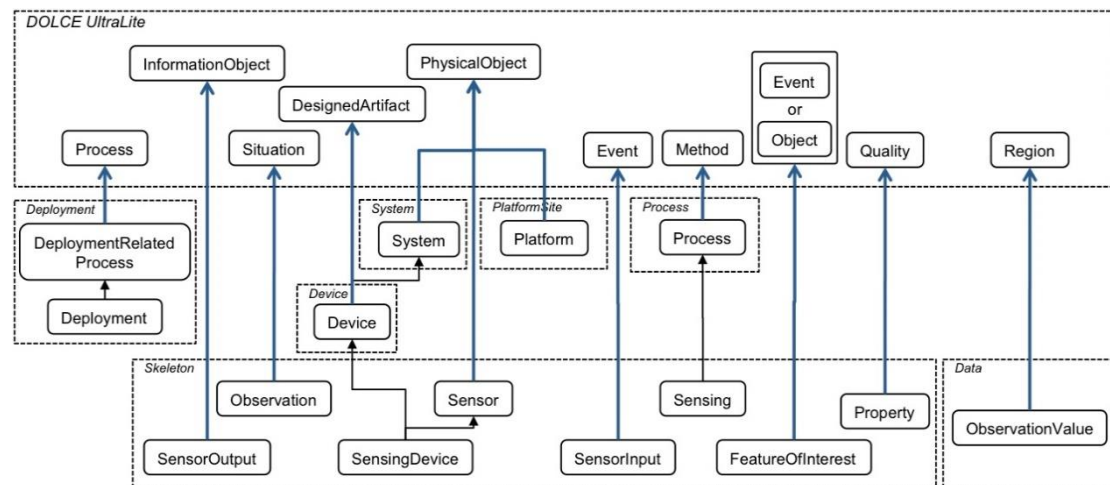 DOLCE UltraLite
InformationObject
PhysicalObject
DesignedArtifact
Event
or
Object
Process
Situation
Event
Method
Quality
Region
Deployment
DeploymentRelated
Process
Deployment
System
System
PlatformSite
Platform
Process
Process
Device
Device
Skeleton
Observation
Sensor
Sensing
Property
SensorOutput
SensingDevice
SensorInput
FeatureOfInterest
Data
ObservationValue